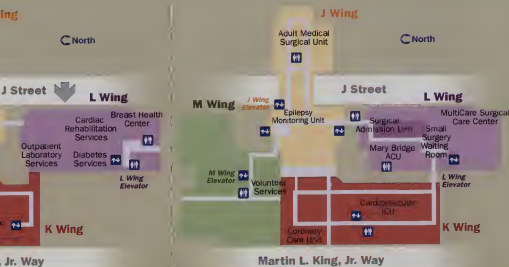 ing
North
J Street
L Wing
Breast Health
Center
Cardiac
Rehabilitation
Services
Outpatient
Laboratory
Services
Diabetes
Services
L Wing
Elevator
K Wing
, Jr. Way
J Wing
Adult Medical
Surgical Unit
North
J Street
L Wing
M Wing
J Wing
Elevator
Epilepsy
Monitoring Unit
Surgical
Admission Unit
MultiCare Surgical
Care Center
Small
Surgery
Waiting
Room
Mary Bridge
ACU
L Wing
Elevator
M Wing
Elevator
Volunteer
Services
Cardiovascular
ICU
Coronary
Care Unit
K Wing
Martin L. King, Jr. Way